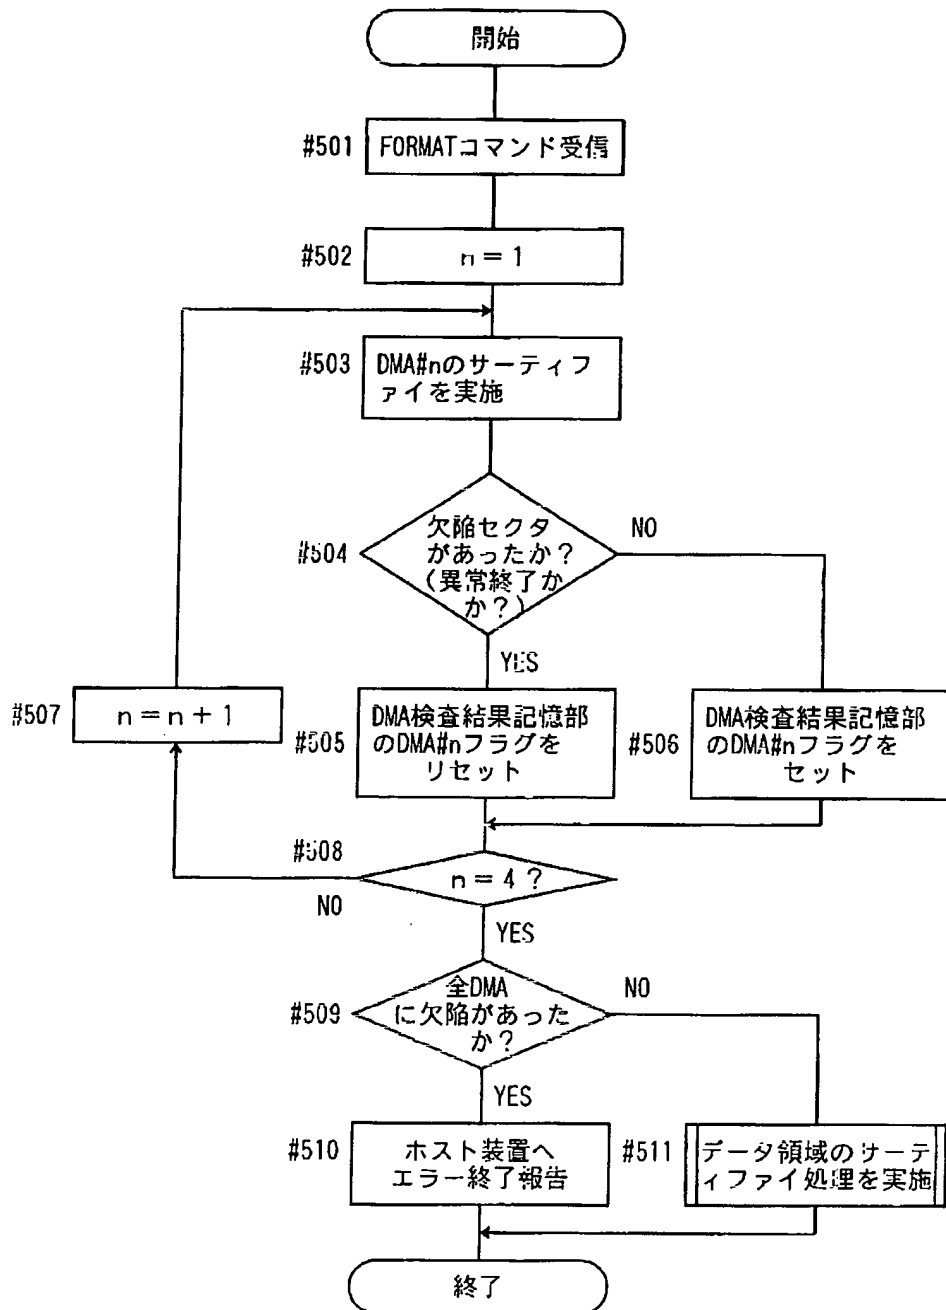 開始
#501
FORMATコマンド受信
#502
n=1
#503
DMA#nのサーティフ
ァイを実施
#504
欠陥セクタ
があったか?
(異常終了か
か?)
NO
YES
#507
n=n+1
#505
DMA検査結果記憶部
のDMA#nフラグを
リセット
#506
DMA検査結果記憶部
のDMA#nフラグを
セット
#508
n=4?
NO
YES
#509
全DMA
に欠陥があった
か?
NO
YES
#510
ホスト装置へ
エラー終了報告
#511
データ領域のサーテ
ィファイ処理を実施
終了